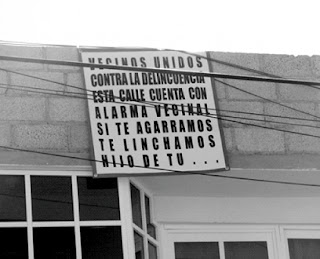 VECINOS UNIDOS
CONTRA LA DELINCUENCIA
ESTA CALLE CUENTA CON
ALARMA VECINAL
SI TE AGARRAMOS
TE LINCHAMOS
HIJO DE TU ...